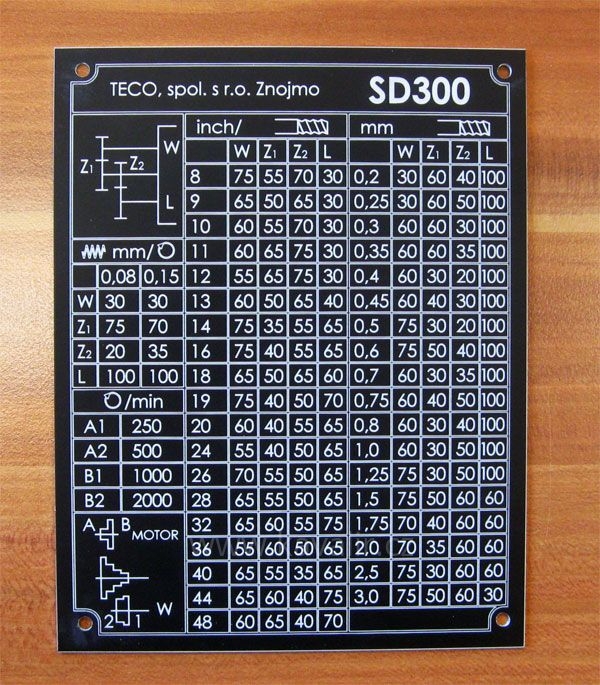 TECO, spol. s r.o. Znojmo SD300
W
Z1 Z2
L
mm/
0,08 0,15
W 30 30
Z1 75 70
Z2 20 35
L 100 100
/min
A1 250
A2 500
B1 1000
B2 2000
A B MOTOR
2 1 W
inch/
W Z1 Z2 L
8 75 55 70 30
9 65 50 65 30
10 60 55 70 30
11 60 65 75 30
12 55 65 75 30
13 60 50 65 40
14 75 35 55 65
16 75 40 55 65
18 65 50 65 60
19 75 40 50 70
20 60 40 55 65
24 55 40 50 65
26 70 55 50 65
28 65 55 50 65
32 65 60 55 75
36 55 60 50 65
40 65 55 35 65
44 65 60 40 75
48 60 65 40 70
mm
W Z1 Z2 L
0,2 30 60 40 100
0,25 30 60 50 100
0,3 30 60 60 100
0,35 60 60 35 100
0,4 60 30 20 100
0,45 60 40 30 100
0,5 75 30 20 100
0,6 75 50 40 100
0,7 60 30 35 100
0,75 60 40 50 100
0,8 60 30 40 100
1,0 60 30 50 100
1,25 75 30 50 100
1,5 75 50 60 60
1,75 70 40 60 60
2,0 70 35 60 60
2,5 75 30 60 60
3,0 75 50 60 30